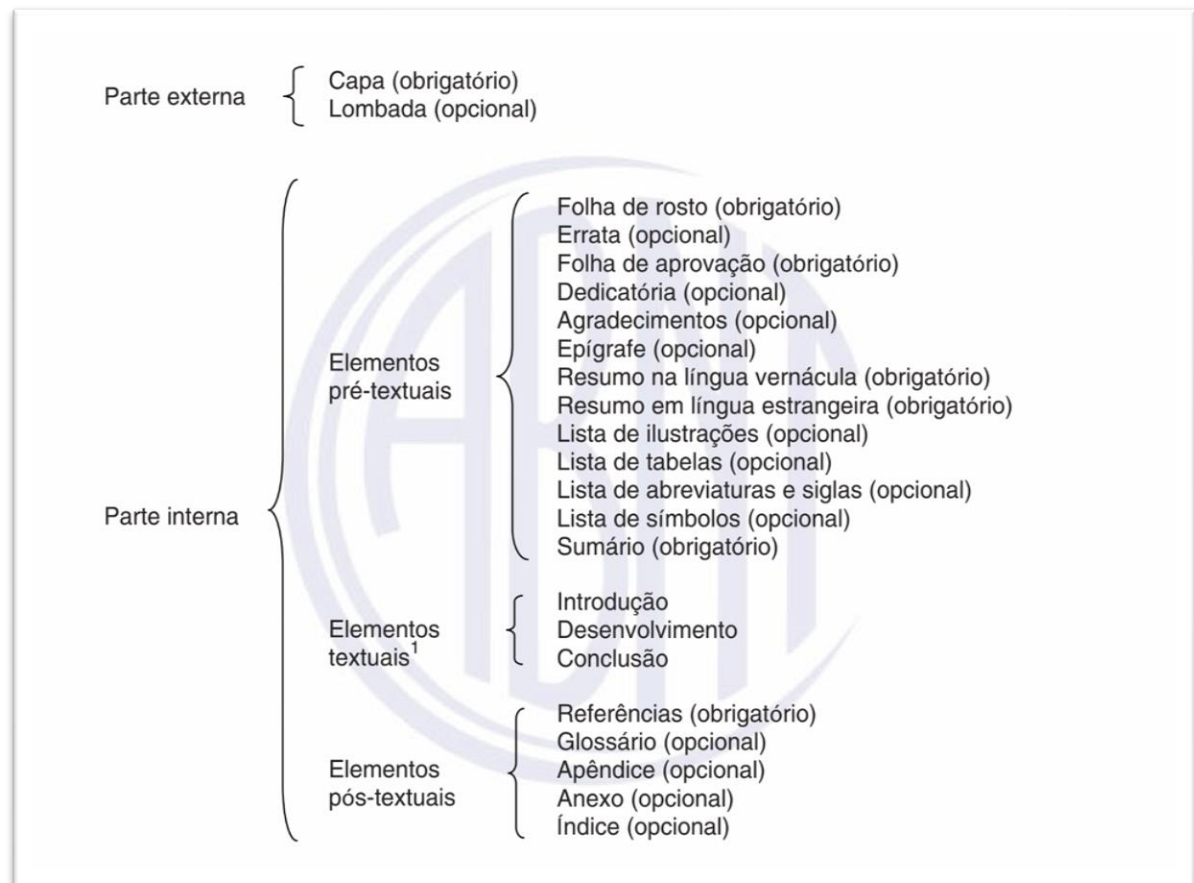 Parte externa
Capa (obrigatório)
Lombada (opcional)
Parte interna
Elementos
pré-textuais
Folha de rosto (obrigatório)
Errata (opcional)
Folha de aprovação (obrigatório)
Dedicatória (opcional)
Agradecimentos (opcional)
Epígrafe (opcional)
Resumo na língua vernácula (obrigatório)
Resumo em língua estrangeira (obrigatório)
Lista de ilustrações (opcional)
Lista de tabelas (opcional)
Lista de abreviaturas e siglas (opcional)
Lista de símbolos (opcional)
Sumário (obrigatório)
Elementos
textuais¹
Introdução
Desenvolvimento
Conclusão
Elementos
pós-textuais
Referências (obrigatório)
Glossário (opcional)
Apêndice (opcional)
Anexo (opcional)
Índice (opcional)
ABNT